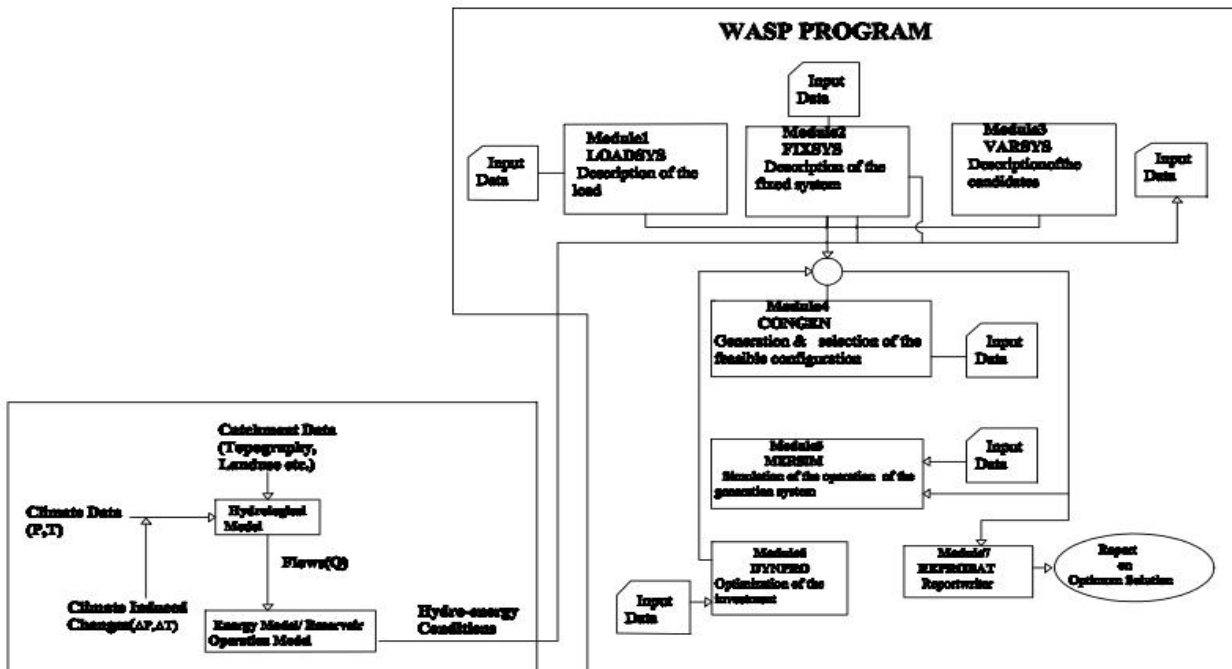 WASP PROGRAM
Input
Data
Input
Data
Module1
LOADSYS
Description of the
load
Module2
FIXSYS
Description of the
fixed system
Module3
VARSYS
Descriptionofthe
candidates
Input
Data
Module4
CONGEN
Generation & selection of the
feasible configuration
Input
Data
Module5
MERSIM
Simulation of the operation of the
generation system
Input
Data
Module6
DYNPRO
Optimization of the
investment
Input
Data
Module7
REPROBAT
Reportwriter
Report
on
Optimum Solution
Catchment Data
(Topography,
Landuse etc.)
Climate Data
(P,T)
Hydrological
Model
Flows(Q)
Climate Induced
Changes(ΔP,ΔT)
Energy Model/ Reservoir
Operation Model
Hydro-energy
Conditions